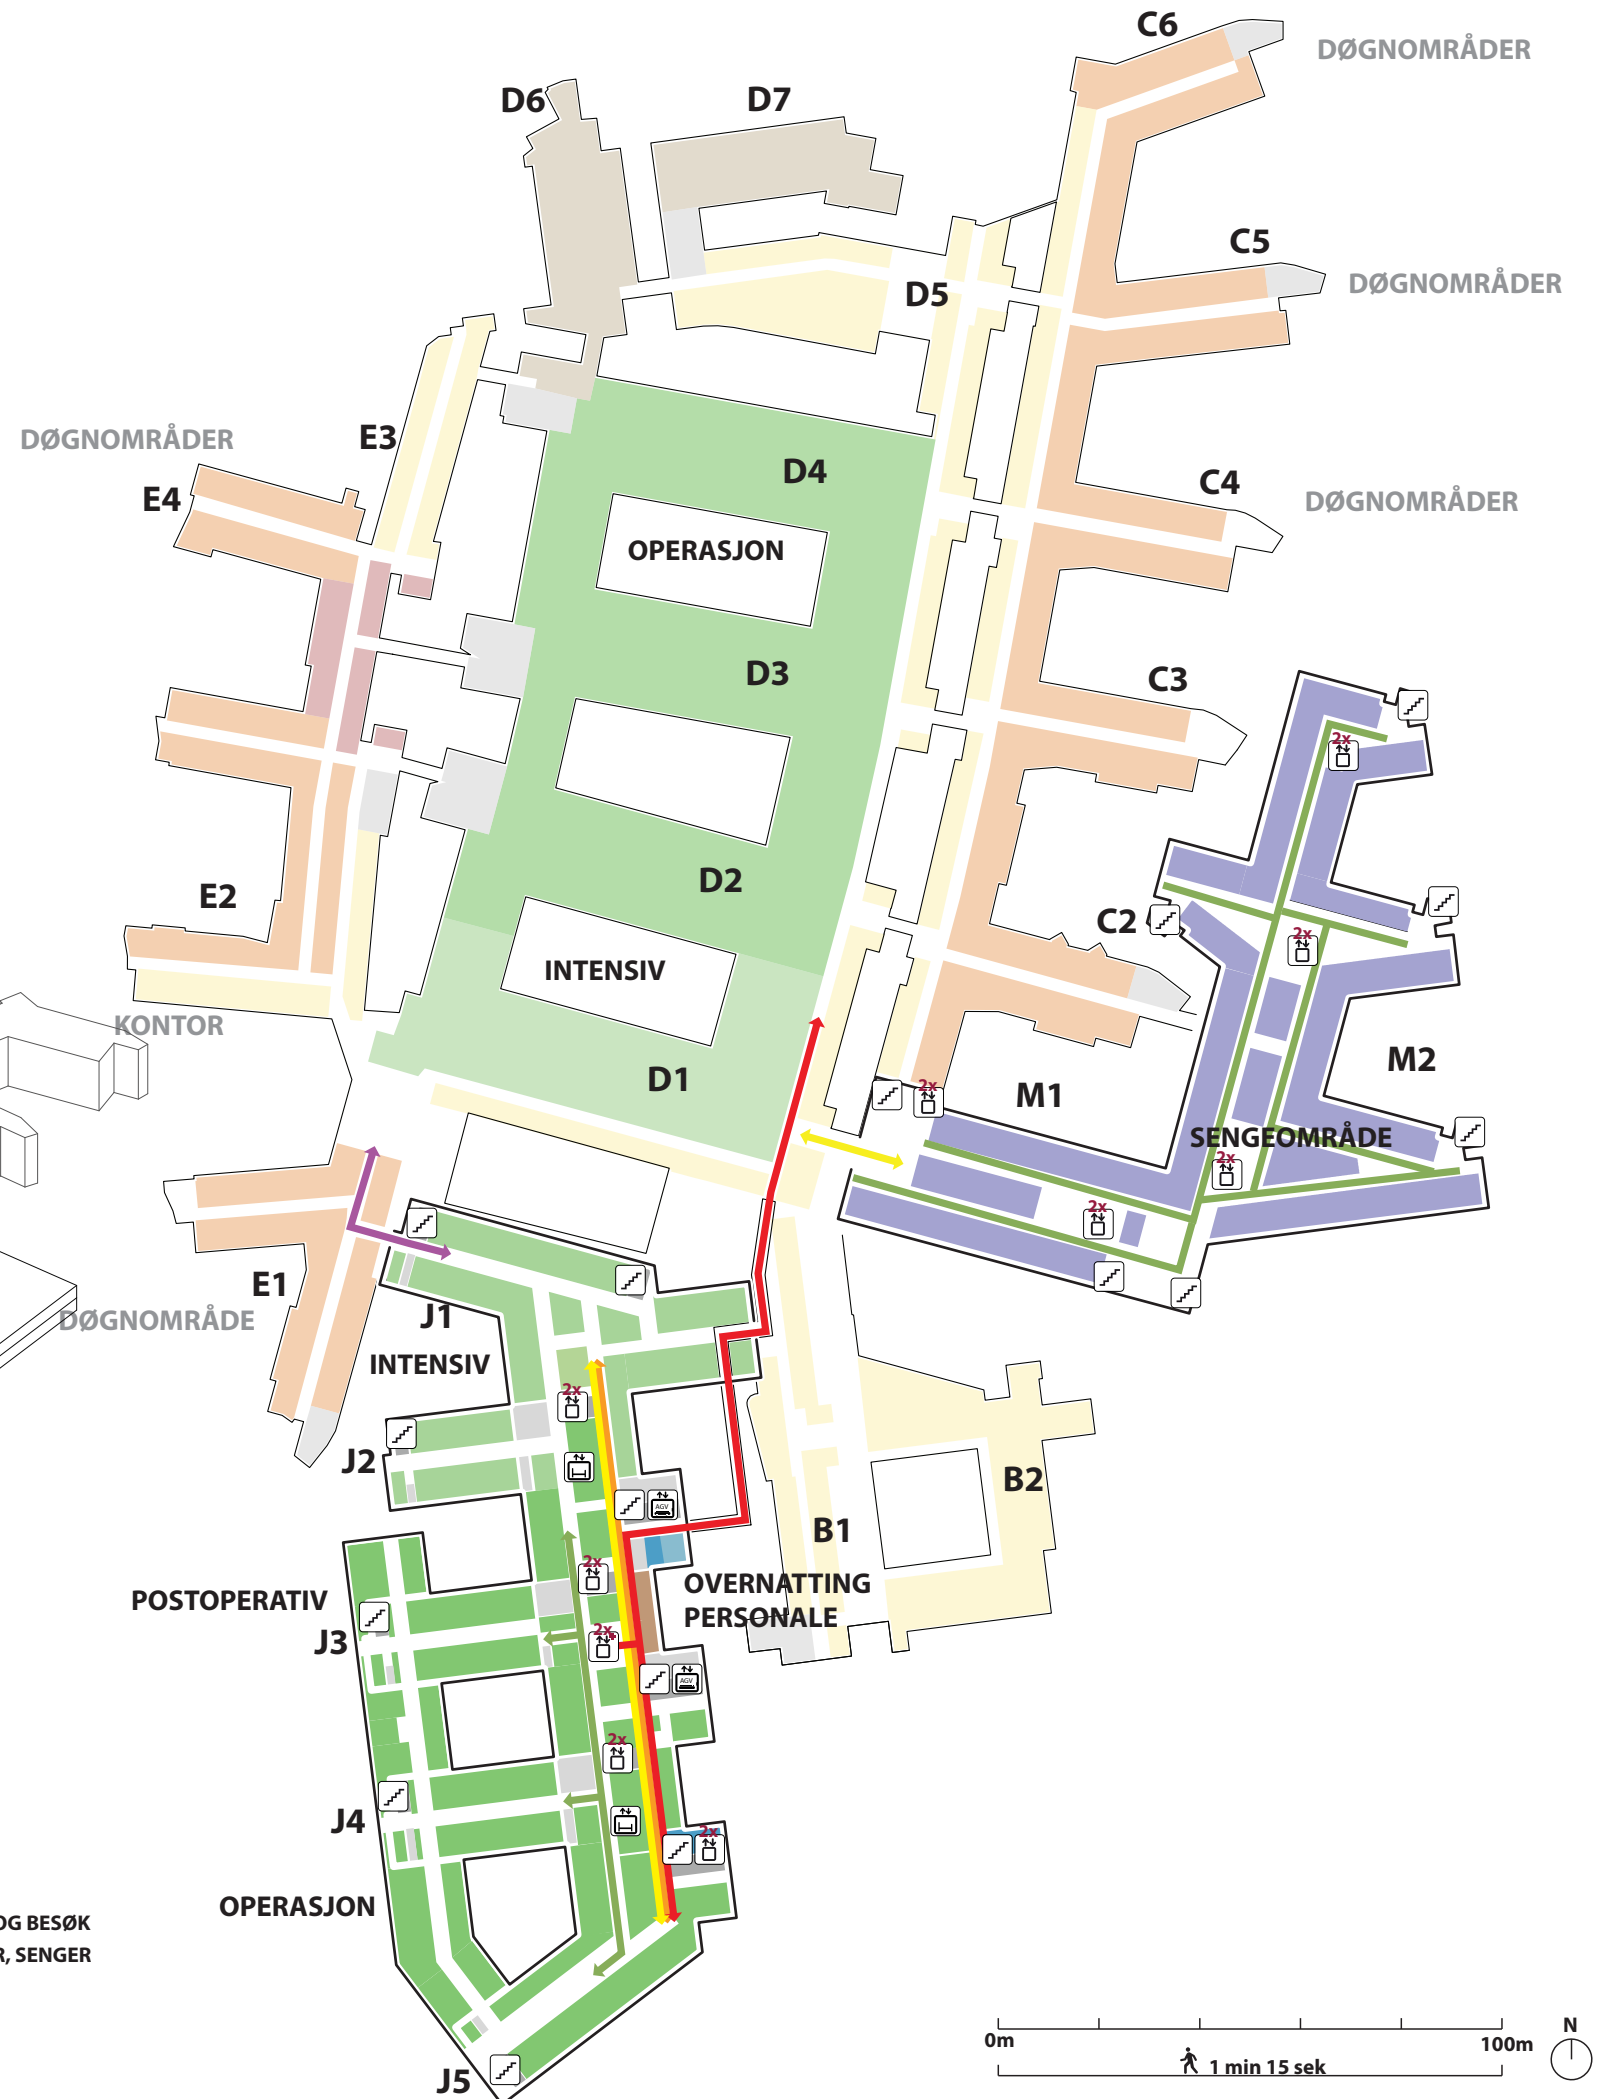 C6
DØGNOMRÅDER
D6
D7
C5
DØGNOMRÅDER
D5
E3
DØGNOMRÅDER
D4
C4
E4
DØGNOMRÅDER
OPERASJON
D3
C3
2x
D2
E2
C2
2x
INTENSIV
KONTOR
M2
D1
2x
M1
SENGEOMRÅDE
2x
2x
E1
J1
DØGNOMRÅDE
INTENSIV
2x
J2
B2
AGV
B1
2x
OVERNATTING
PERSONALE
POSTOPERATIV
J3
2x
AGV
2x
J4
2x
OPERASJON
OG BESØK
R, SENGER
0m
100m
N
1 min 15 sek
J5